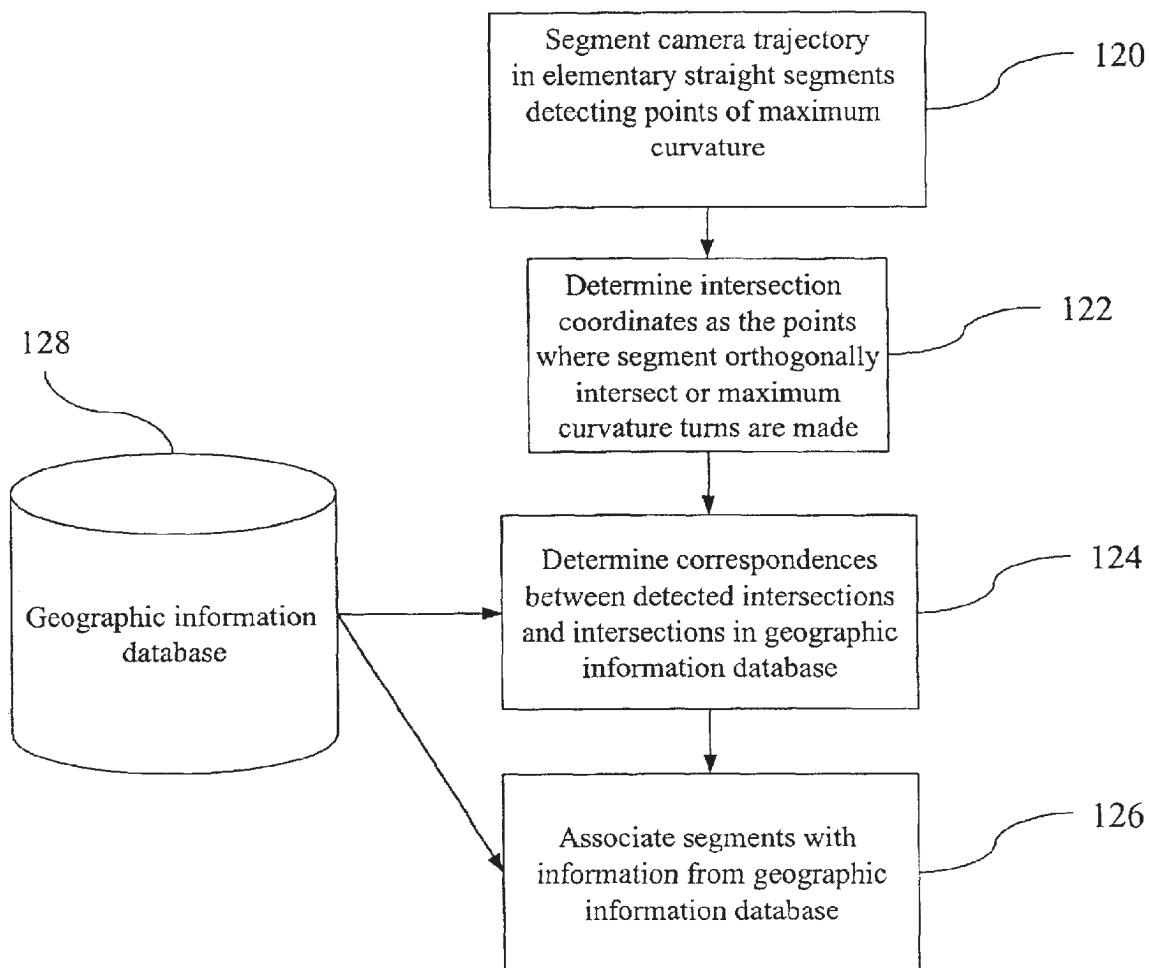 Segment camera trajectory
in elementary straight segments
detecting points of maximum
curvature
120
Determine intersection
coordinates as the points
where segment orthogonally
intersect or maximum
curvature turns are made
122
128
Geographic information
database
Determine correspondences
between detected intersections
and intersections in geographic
information database
124
Associate segments with
information from geographic
information database
126